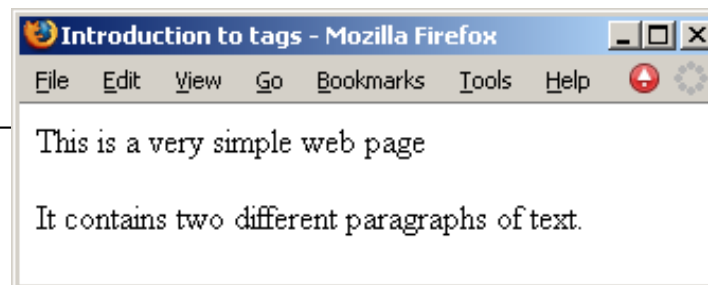 Introduction to tags - Mozilla Firefox
File Edit View Go Bookmarks Tools Help
This is a very simple web page
It contains two different paragraphs of text.